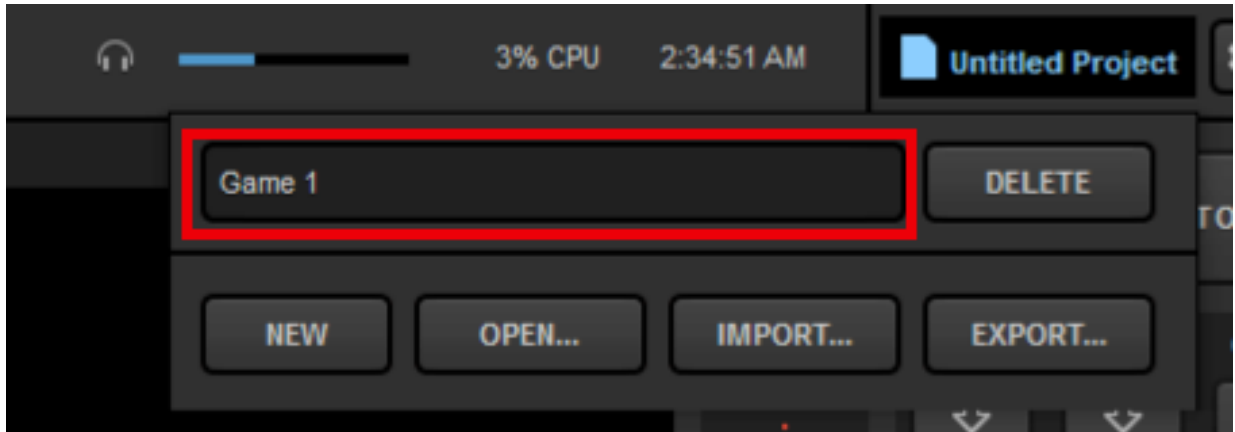 3% CPU 2:34:51 AM Untitled Project
Game 1 DELETE
NEW OPEN... IMPORT... EXPORT...